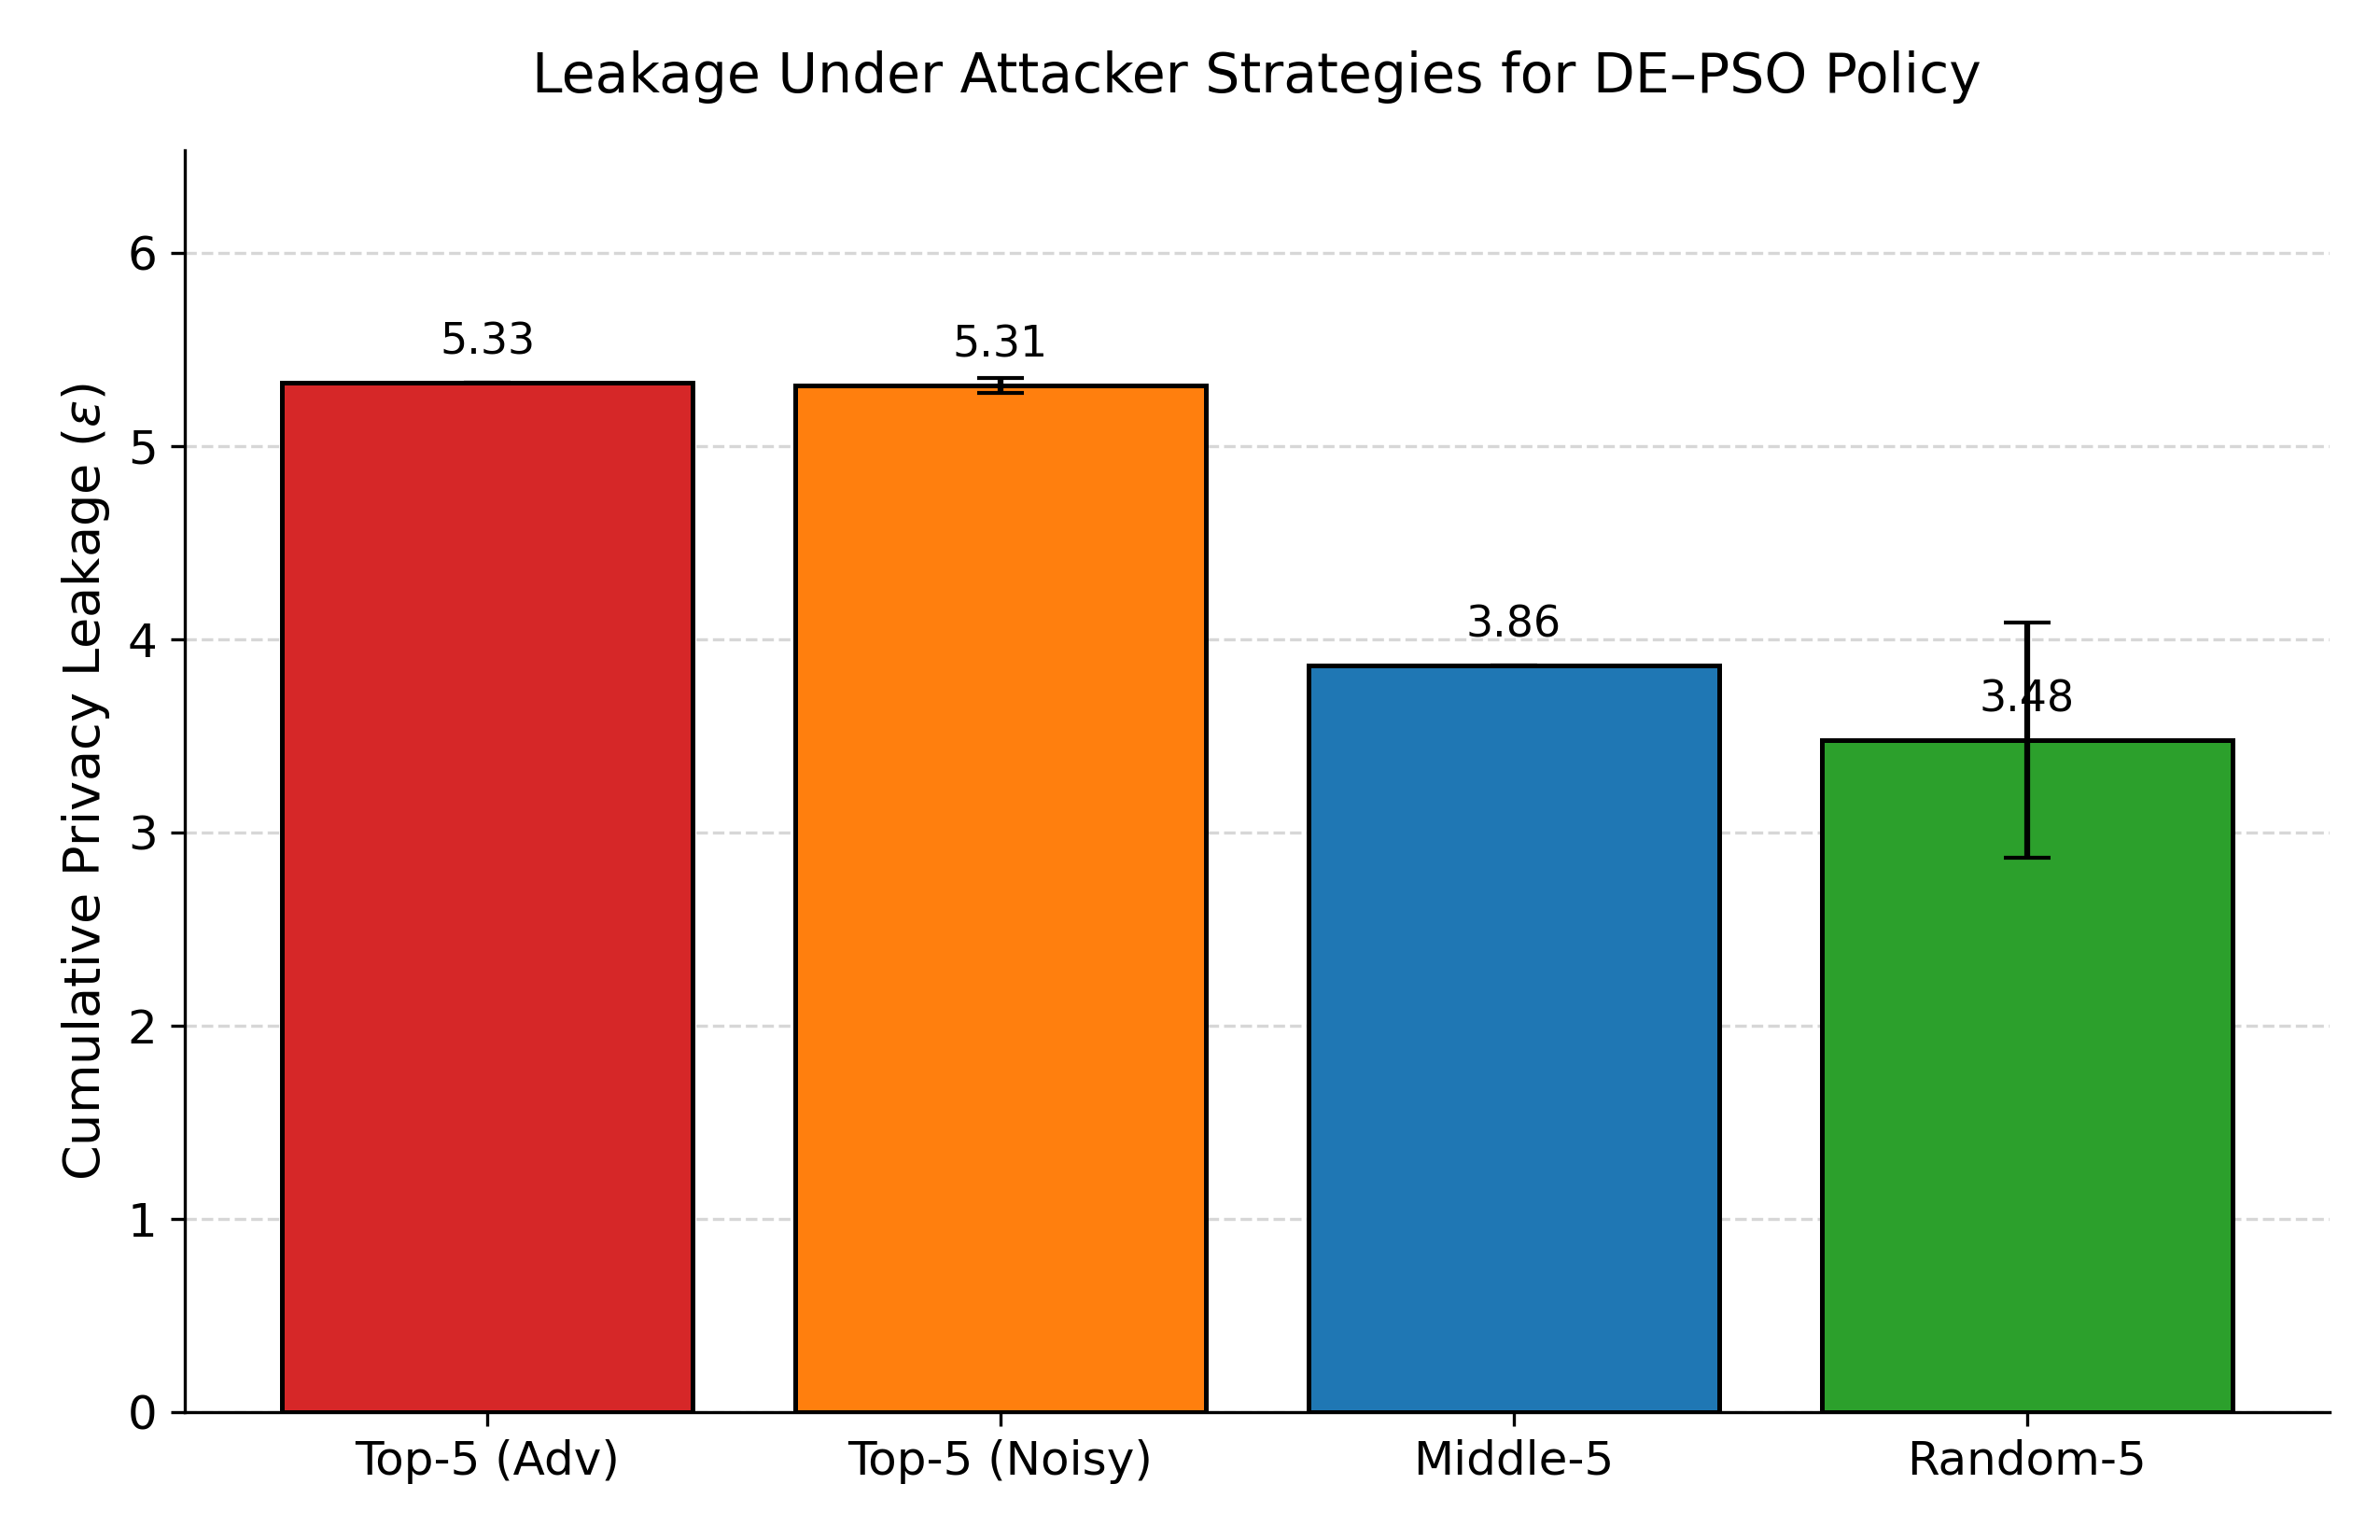 Leakage Under Attacker Strategies for DE–PSO Policy
Cumulative Privacy Leakage (ε)
6
5
4
3
2
1
0
5.33
5.31
3.86
3.48
Top-5 (Adv)
Top-5 (Noisy)
Middle-5
Random-5